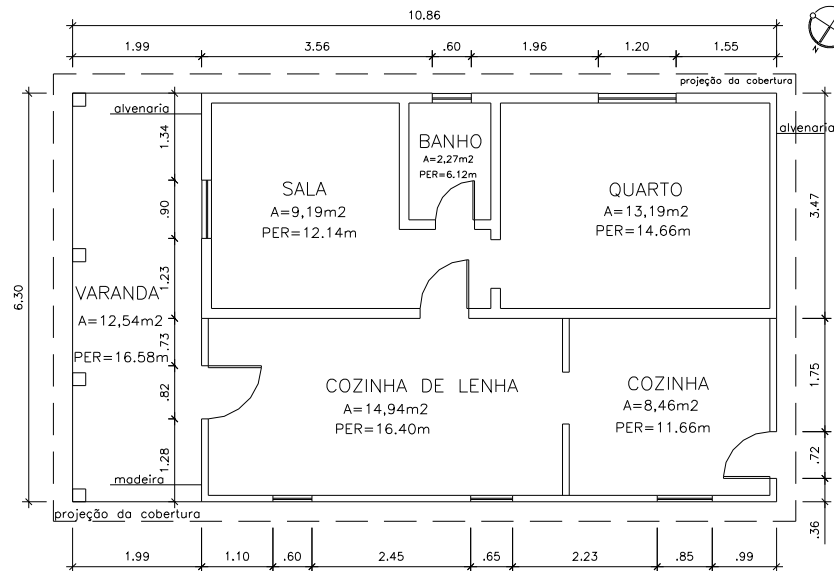 10.86
1.99
3.56
.60
1.96
1.20
1.55
N
projeção da cobertura
alvenaria
alvenaria
1.34
BANHO
A=2,27m2
PER=6.12m
SALA
A=9,19m2
PER=12.14m
QUARTO
A=13,19m2
PER=14.66m
3.47
.90
1.23
6.30
VARANDA
A=12,54m2
PER=16.58m
.73
.82
1.28
COZINHA DE LENHA
A=14,94m2
PER=16.40m
COZINHA
A=8,46m2
PER=11.66m
1.75
.72
.36
madeira
projeção da cobertura
1.99
1.10
.60
2.45
.65
2.23
.85
.99